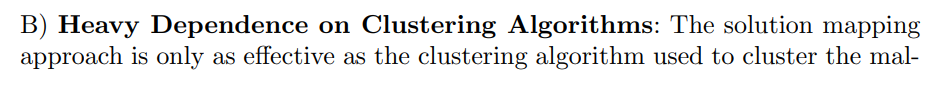 B) Heavy Dependence on Clustering Algorithms: The solution mapping
approach is only as effective as the clustering algorithm used to cluster the mal-